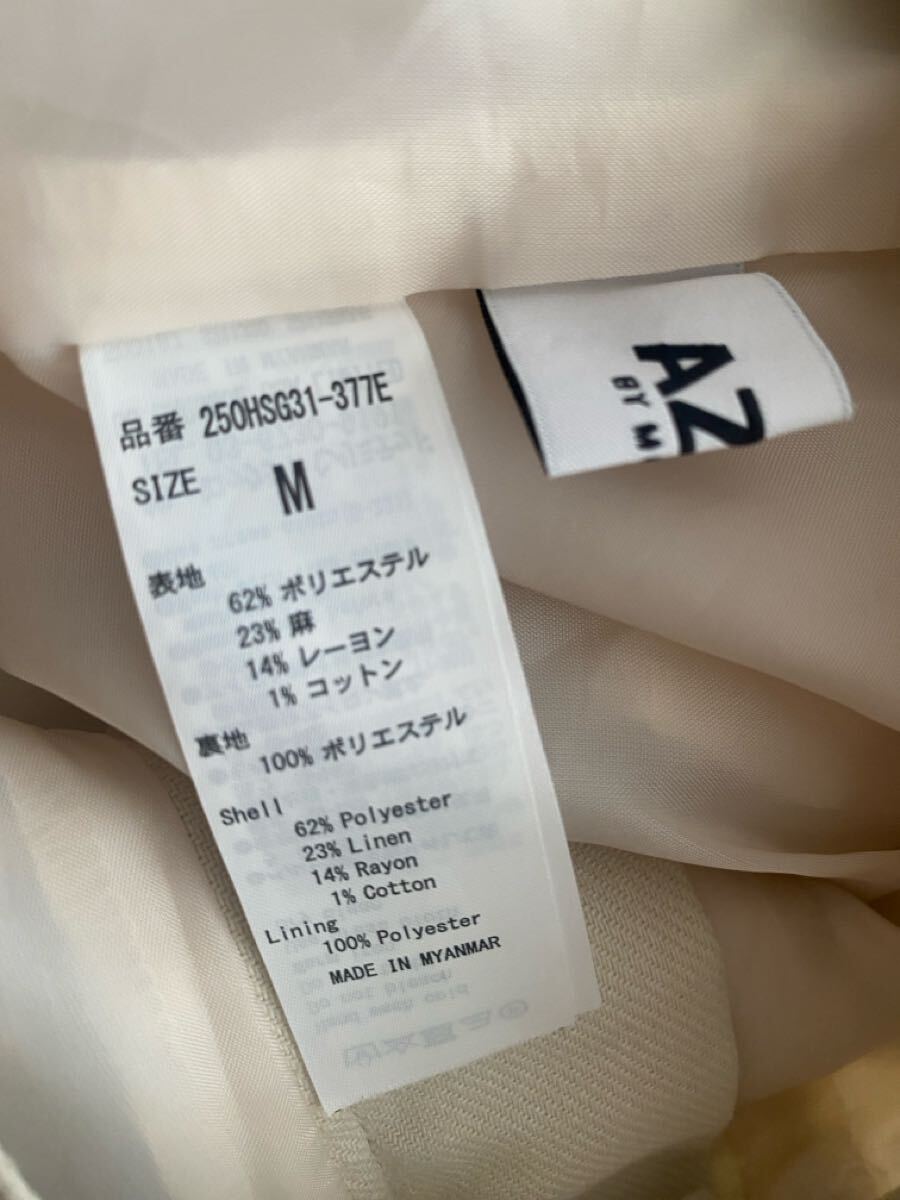 品番 250HSG31-377E
SIZE M
表地
62% ポリエステル
23% 麻
14% レーヨン
1% コットン
裏地
100% ポリエステル
Shell
62% Polyester
23% Linen
14% Rayon
1% Cotton
Lining
100% Polyester
MADE IN MYANMAR
AZ
BY M